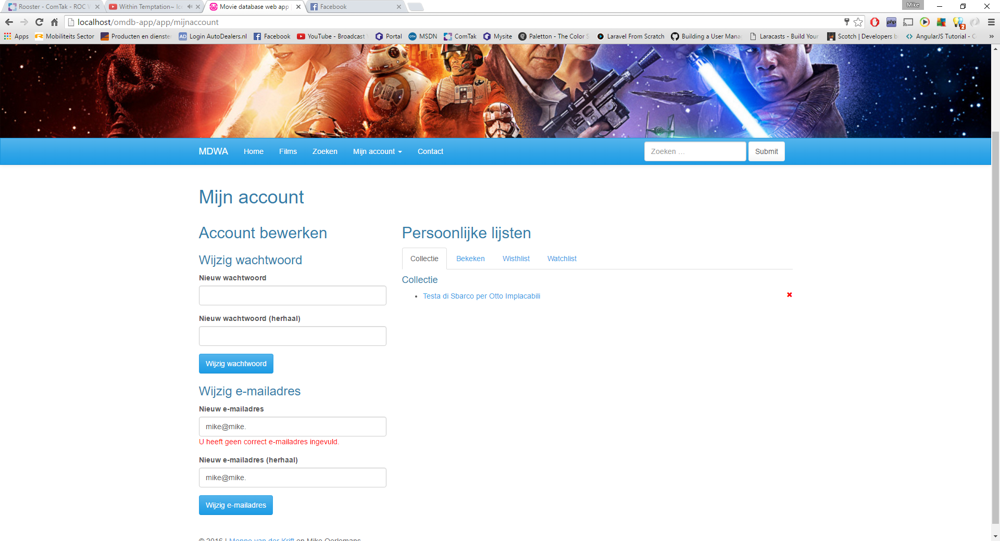 Rooster - ComTak - ROC
Within Temptation~ Ice
Movie database web app
Facebook
Mike
localhost/omdb-app/app/mijnaccount
php
2
Apps
Mobiliteits Sector
Producten en dienste
AD
Login AutoDealers.nl
Facebook
YouTube - Broadcast
Portal
MSDN
ComTak
Mysite
Paletton - The Color S
Laravel From Scratch
Building a User Mana
Laracasts - Build Your
Scotch | Developers b
AngularJS Tutorial - C
MDWA
Home
Films
Zoeken
Mijn account
Contact
Zoeken ...
Submit
Mijn account
Account bewerken
Wijzig wachtwoord
Nieuw wachtwoord
Nieuw wachtwoord (herhaal)
Wijzig wachtwoord
Wijzig e-mailadres
Nieuw e-mailadres
mike@mike.
U heeft geen correct e-mailadres ingevuld.
Nieuw e-mailadres (herhaal)
mike@mike.
Wijzig e-mailadres
Persoonlijke lijsten
Collectie
Bekeken
Wisthlist
Watchlist
Collectie
Testa di Sbarco per Otto Implacabili
© 2016 | Menno van der Krift en Mike Oerlemans